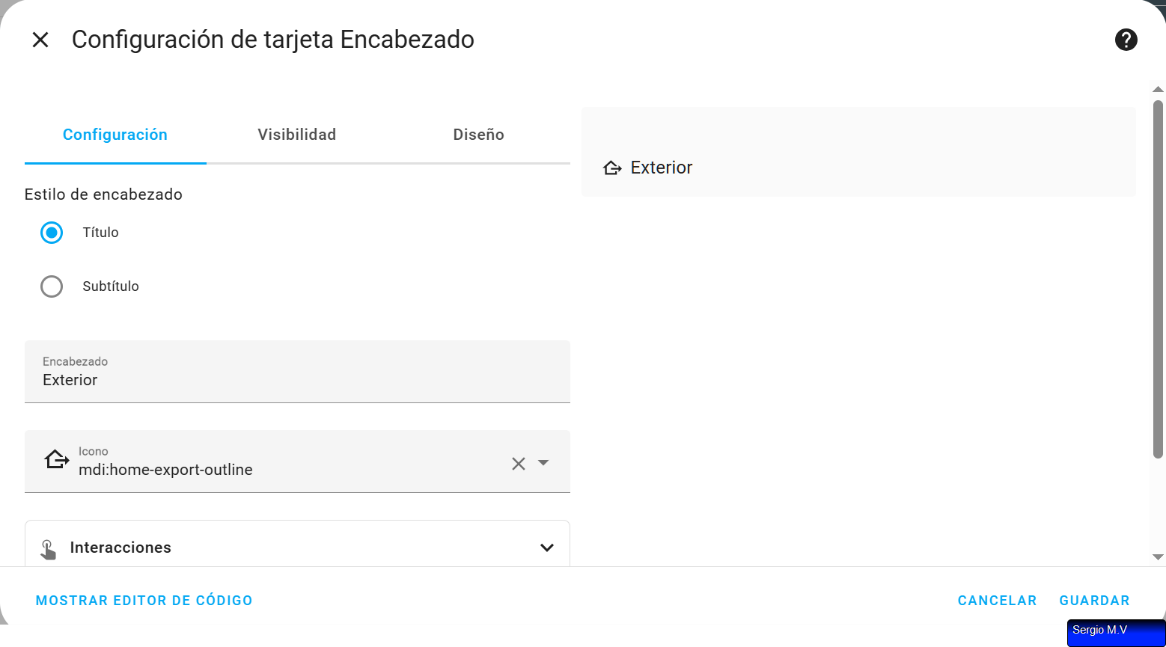 Configuración de tarjeta Encabezado
Configuración
Visibilidad
Diseño
Estilo de encabezado
Título
Subtítulo
Encabezado
Exterior
Icono
mdi:home-export-outline
Interacciones
Exterior
MOSTRAR EDITOR DE CÓDIGO
CANCELAR
GUARDAR
Sergio M.V